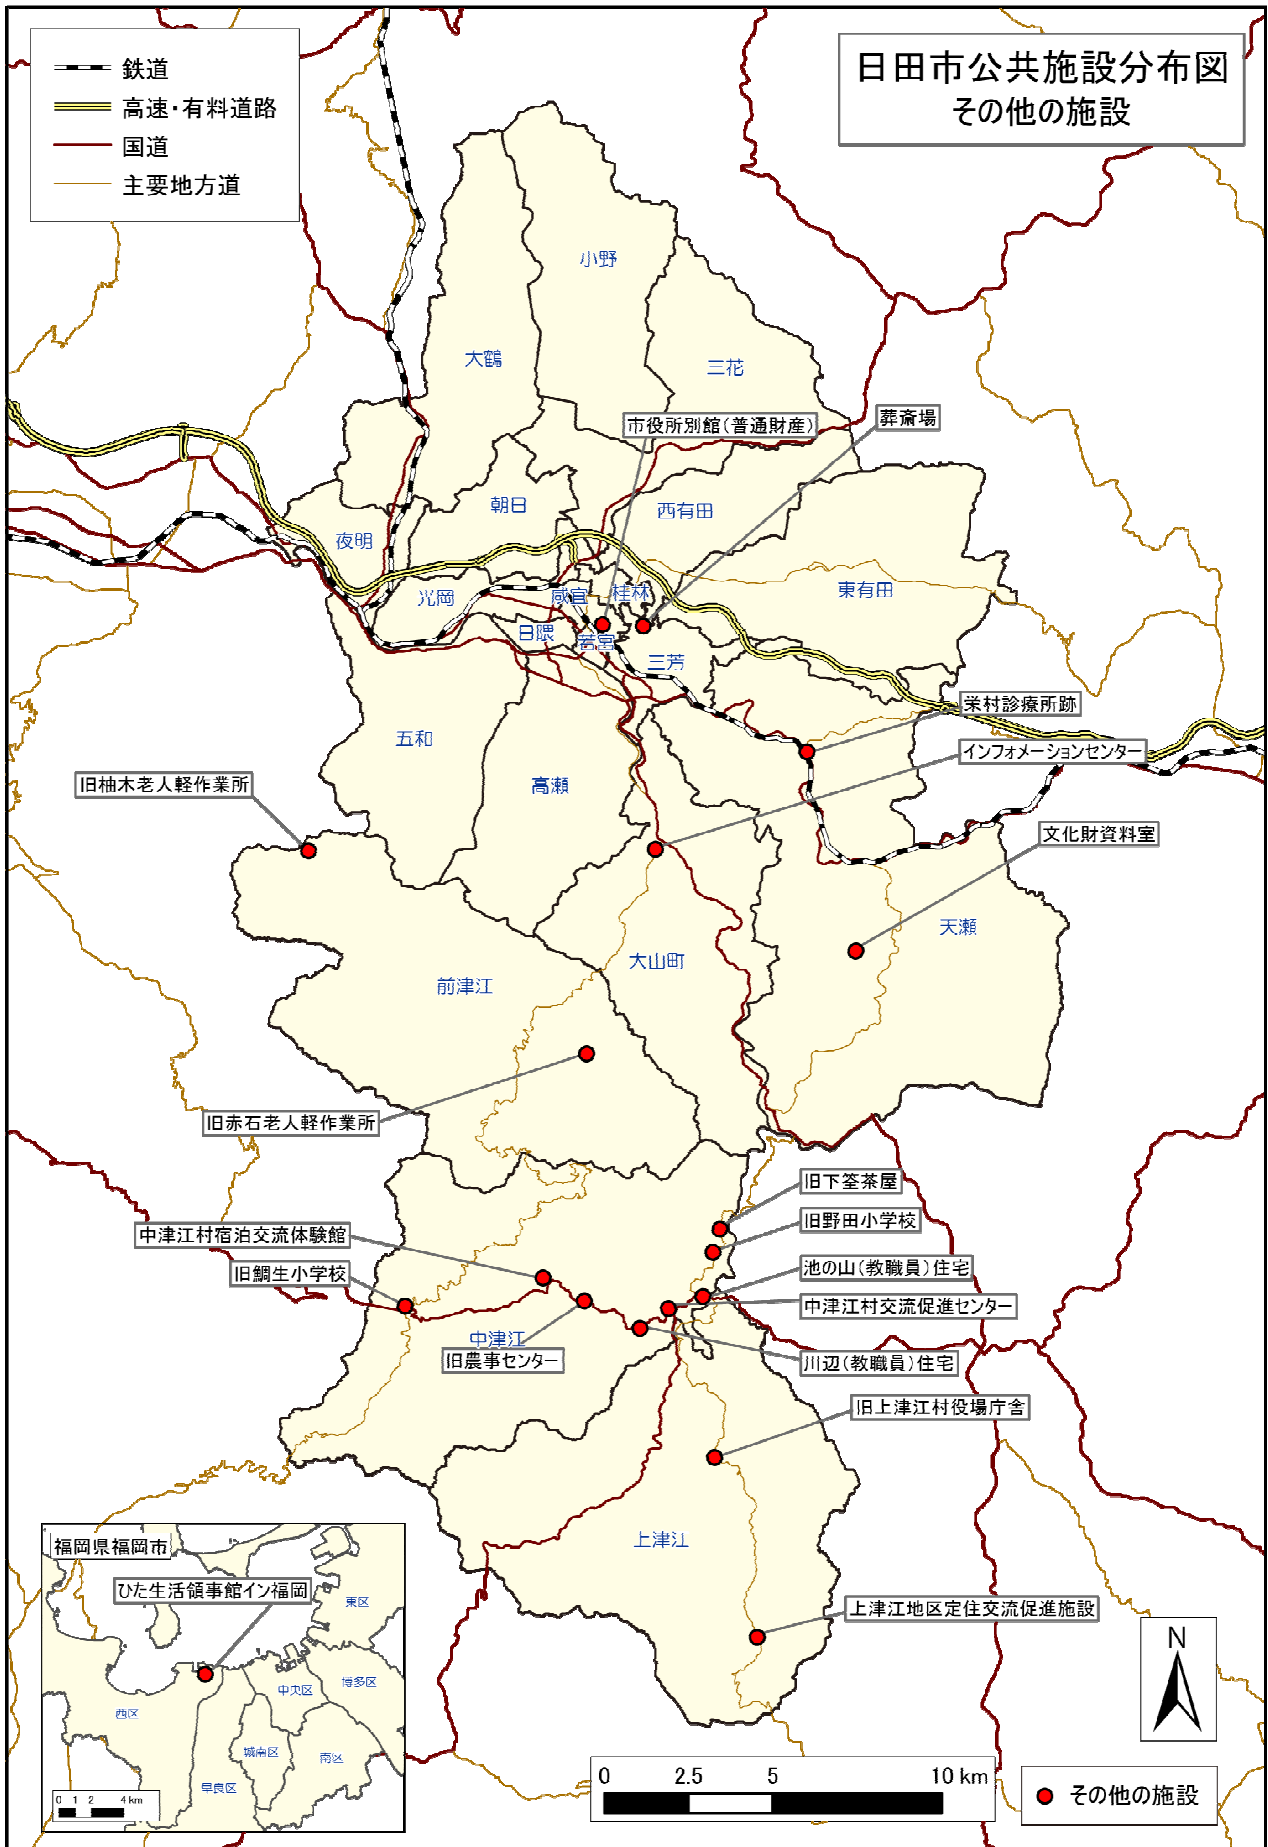 日田市公共施設分布図
その他の施設
鉄道
高速・有料道路
国道
主要地方道
小野
大鶴
三花
市役所別館(普通財産)
葬斎場
朝日
西有田
夜明
東有田
光岡
咸宜
桂林
日隈
若宮
三芳
栄村診療所跡
五和
インフォメーションセンター
高瀬
旧柚木老人軽作業所
文化財資料室
天瀬
大山町
前津江
旧赤石老人軽作業所
旧下筌茶屋
旧野田小学校
中津江村宿泊交流体験館
池の山(教職員)住宅
旧鯛生小学校
中津江村交流促進センター
中津江
旧農事センター
川辺(教職員)住宅
旧上津江村役場庁舎
上津江
上津江地区定住交流促進施設
福岡県福岡市
ひた生活領事館イン福岡
東区
博多区
中央区
西区
城南区
南区
早良区
0 1 2 4 km
N
0 2.5 5 10 km
その他の施設